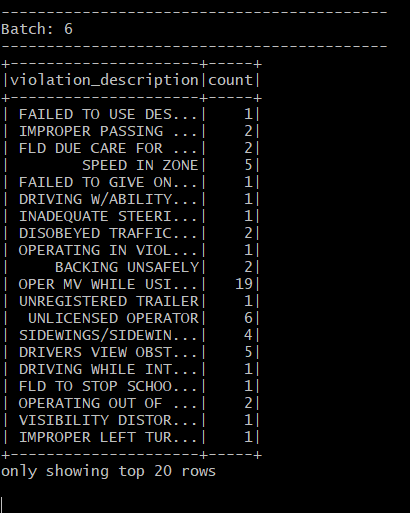 -------------------------------------------
Batch: 6
-------------------------------------------
+---------------------+-----+
|violation_description|count|
+---------------------+-----+
| FAILED TO USE DES...|    1|
| IMPROPER PASSING ...|    2|
| FLD DUE CARE FOR ...|    2|
|        SPEED IN ZONE|    5|
| FAILED TO GIVE ON...|    1|
| DRIVING W/ABILITY...|    1|
| INADEQUATE STEERI...|    1|
| DISOBEYED TRAFFIC...|    2|
| OPERATING IN VIOL...|    1|
|     BACKING UNSAFELY|    2|
| OPER MV WHILE USI...|   19|
| UNREGISTERED TRAILER|    1|
|  UNLICENSED OPERATOR|    6|
| SIDEWINGS/SIDEWIN...|    4|
| DRIVERS VIEW OBST...|    5|
| DRIVING WHILE INT...|    1|
| FLD TO STOP SCHOO...|    1|
| OPERATING OUT OF ...|    2|
| VISIBILITY DISTOR...|    1|
| IMPROPER LEFT TUR...|    1|
+---------------------+-----+
only showing top 20 rows